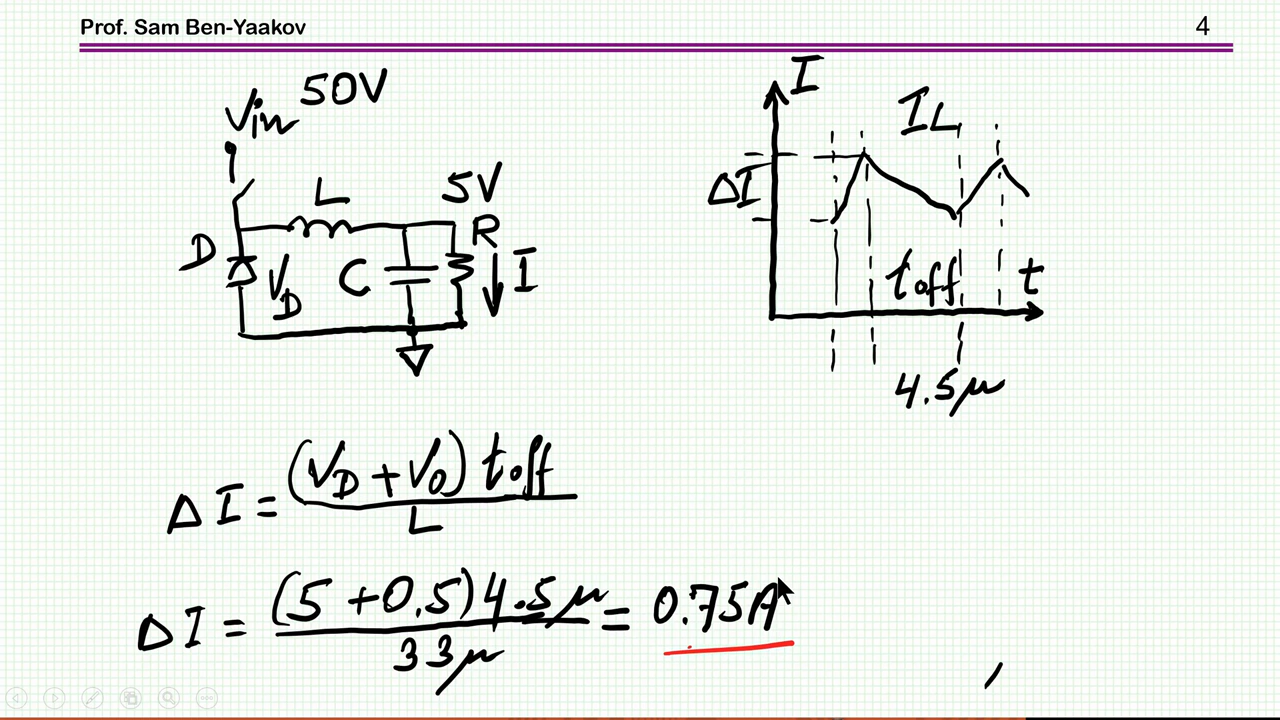 Prof. Sam Ben-Yaakov
4
Vin 50V
L
5V
R
D
VD
C
I
I
IL
ΔI
toff
t
4.5μ
ΔI = (VD + VO) toff / L
ΔI = (5 + 0.5) 4.5μ / 33μ = 0.75A